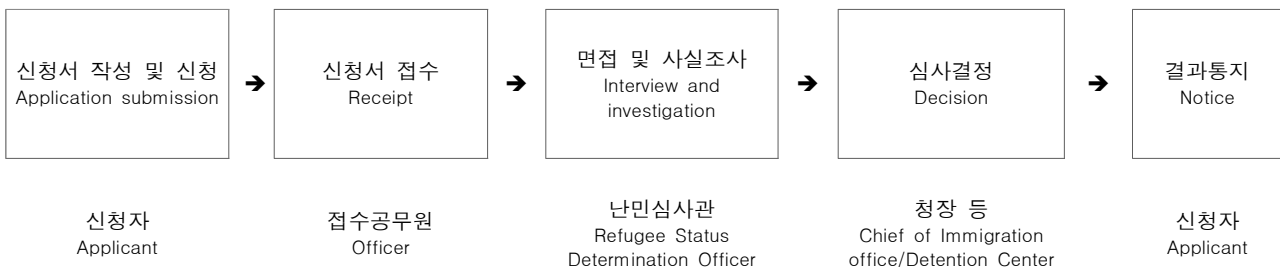 신청서 작성 및 신청
Application submission
➔
신청서 접수
Receipt
➔
면접 및 사실조사
Interview and
investigation
➔
심사결정
Decision
➔
결과통지
Notice
신청자
Applicant
접수공무원
Officer
난민심사관
Refugee Status
Determination Officer
청장 등
Chief of Immigration
office/Detention Center
신청자
Applicant